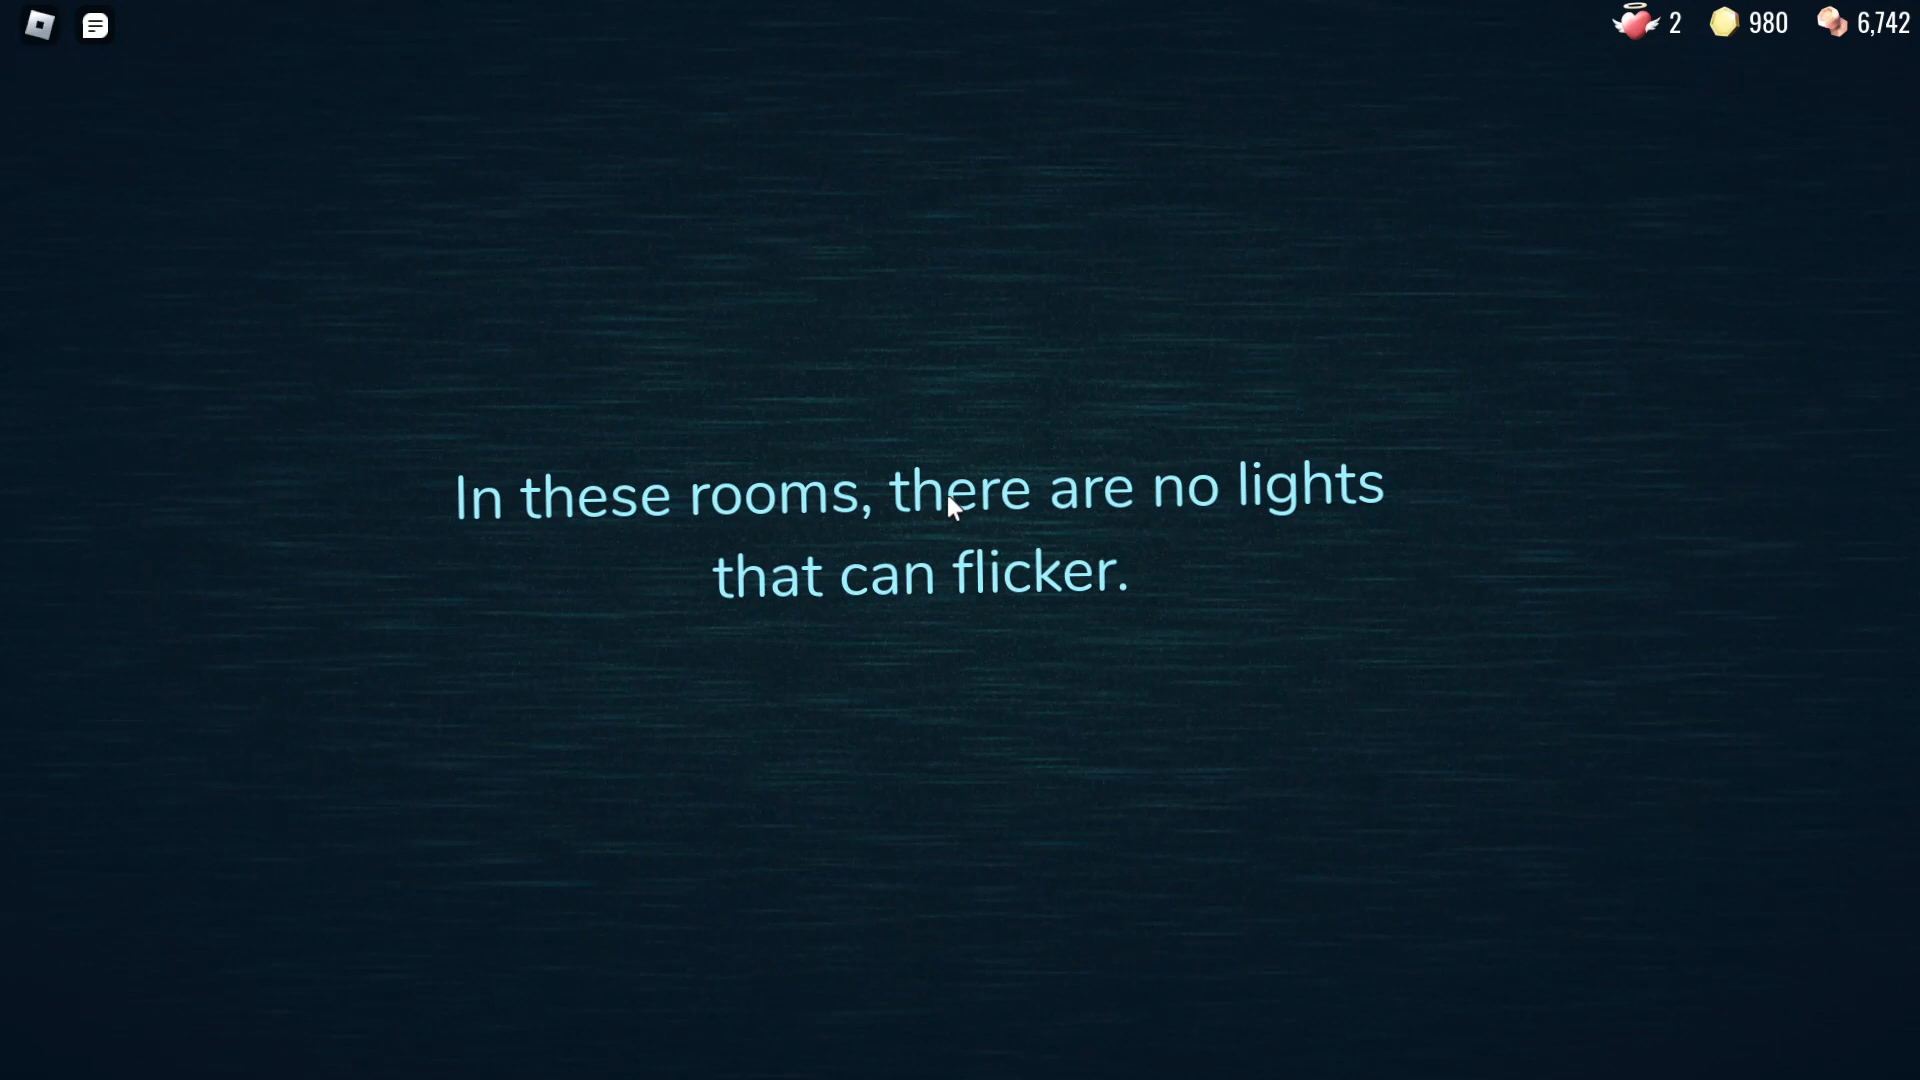 2 980 6,742
In these rooms, there are no lights
that can flicker.